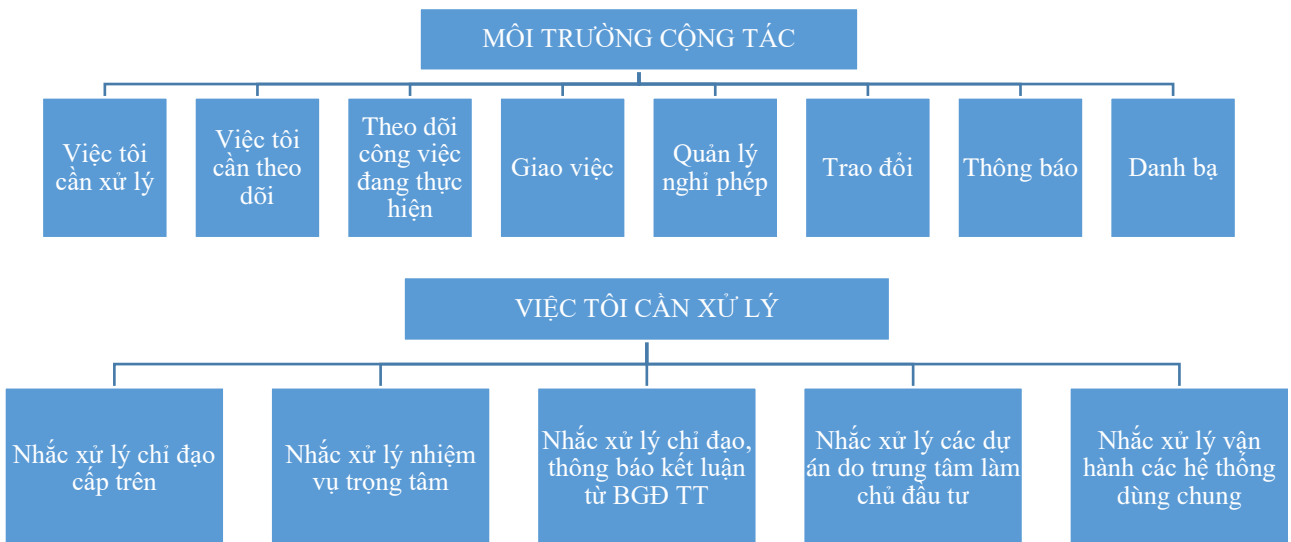 MÔI TRƯỜNG CỘNG TÁC
Việc tôi
cần xử lý
Việc tôi
cần theo
dõi
Theo dõi
công việc
đang thực
hiện
Giao việc
Quản lý
nghỉ phép
Trao đổi
Thông báo
Danh bạ
VIỆC TÔI CẦN XỬ LÝ
Nhắc xử lý chỉ đạo
cấp trên
Nhắc xử lý nhiệm
vụ trọng tâm
Nhắc xử lý chỉ đạo,
thông báo kết luận
từ BGĐ TT
Nhắc xử lý các dự
án do trung tâm làm
chủ đầu tư
Nhắc xử lý vận
hành các hệ thống
dùng chung